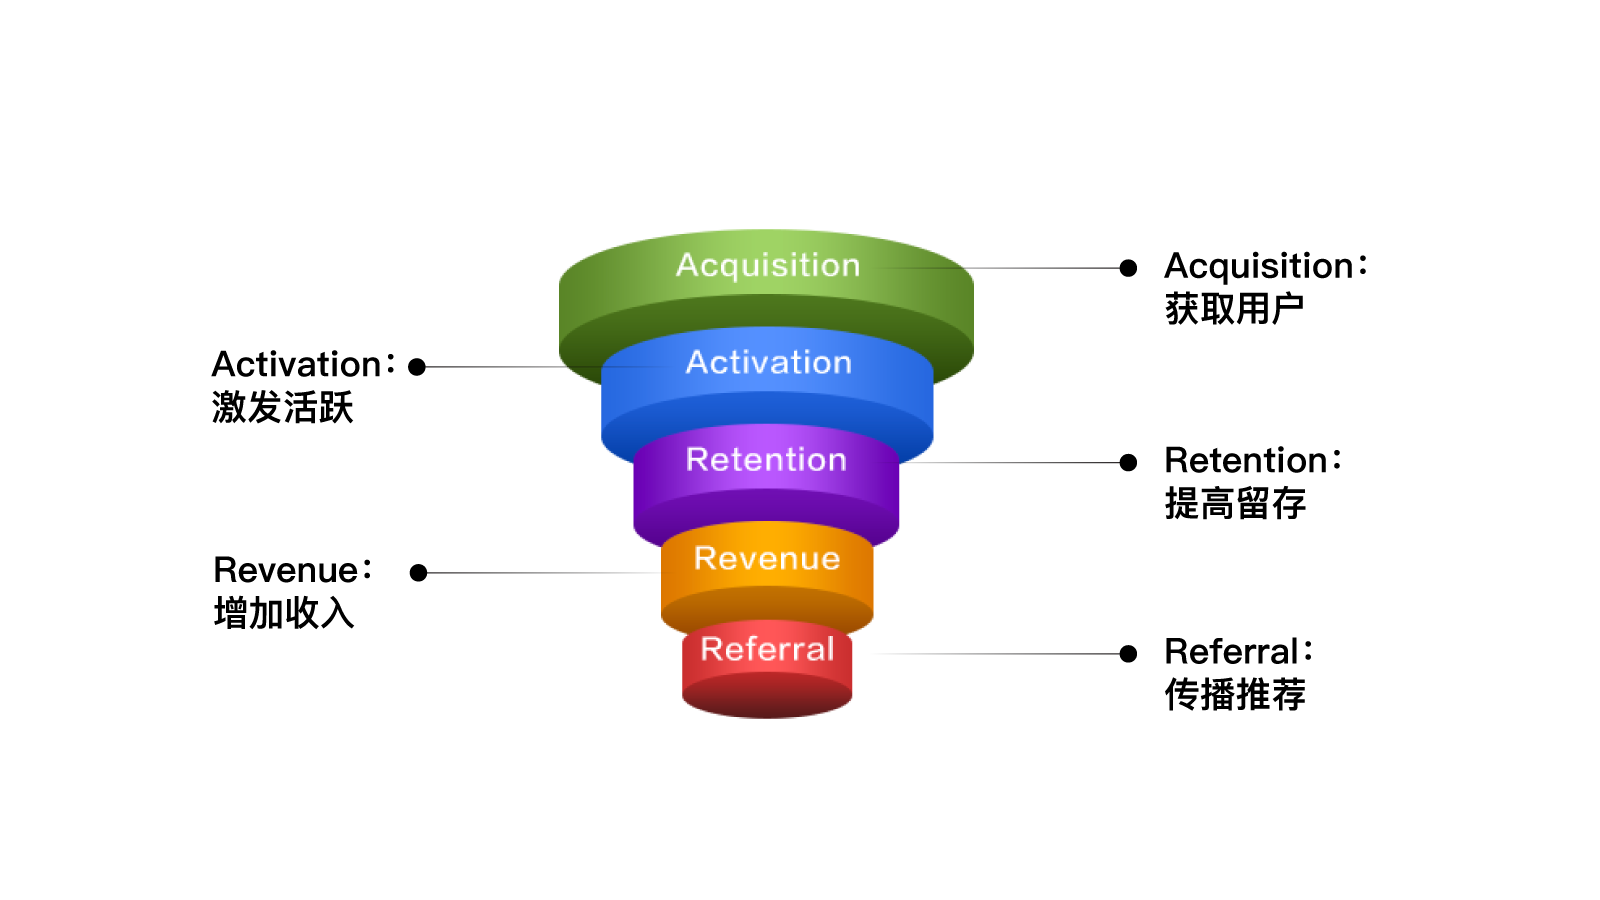 Acquisition
Acquisition：
获取用户
Activation：
激发活跃
Activation
Retention
Retention：
提高留存
Revenue：
增加收入
Revenue
Referral
Referral：
传播推荐